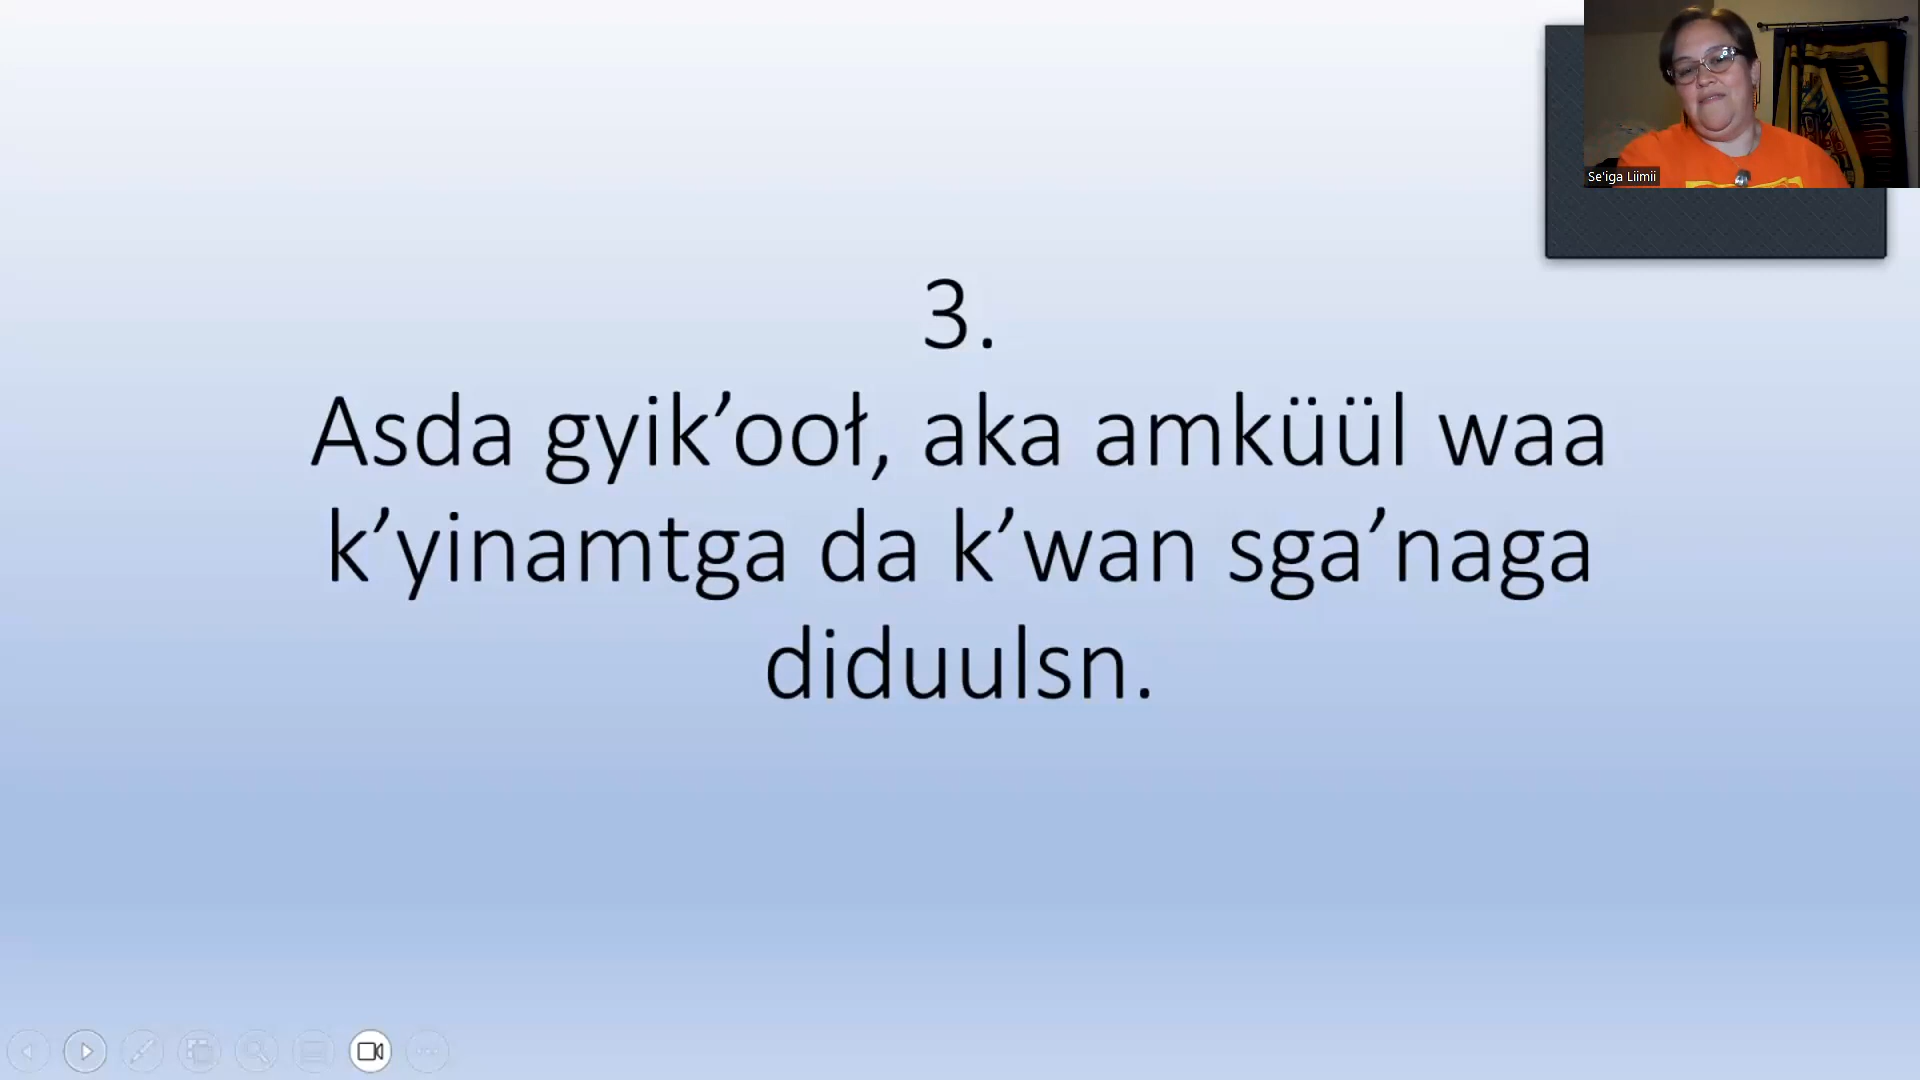 Se'iga Liimii
3.
Asda gyik’ooł, aka amküül waa
k’yinamtga da k’wan sga’naga
diduulsn.